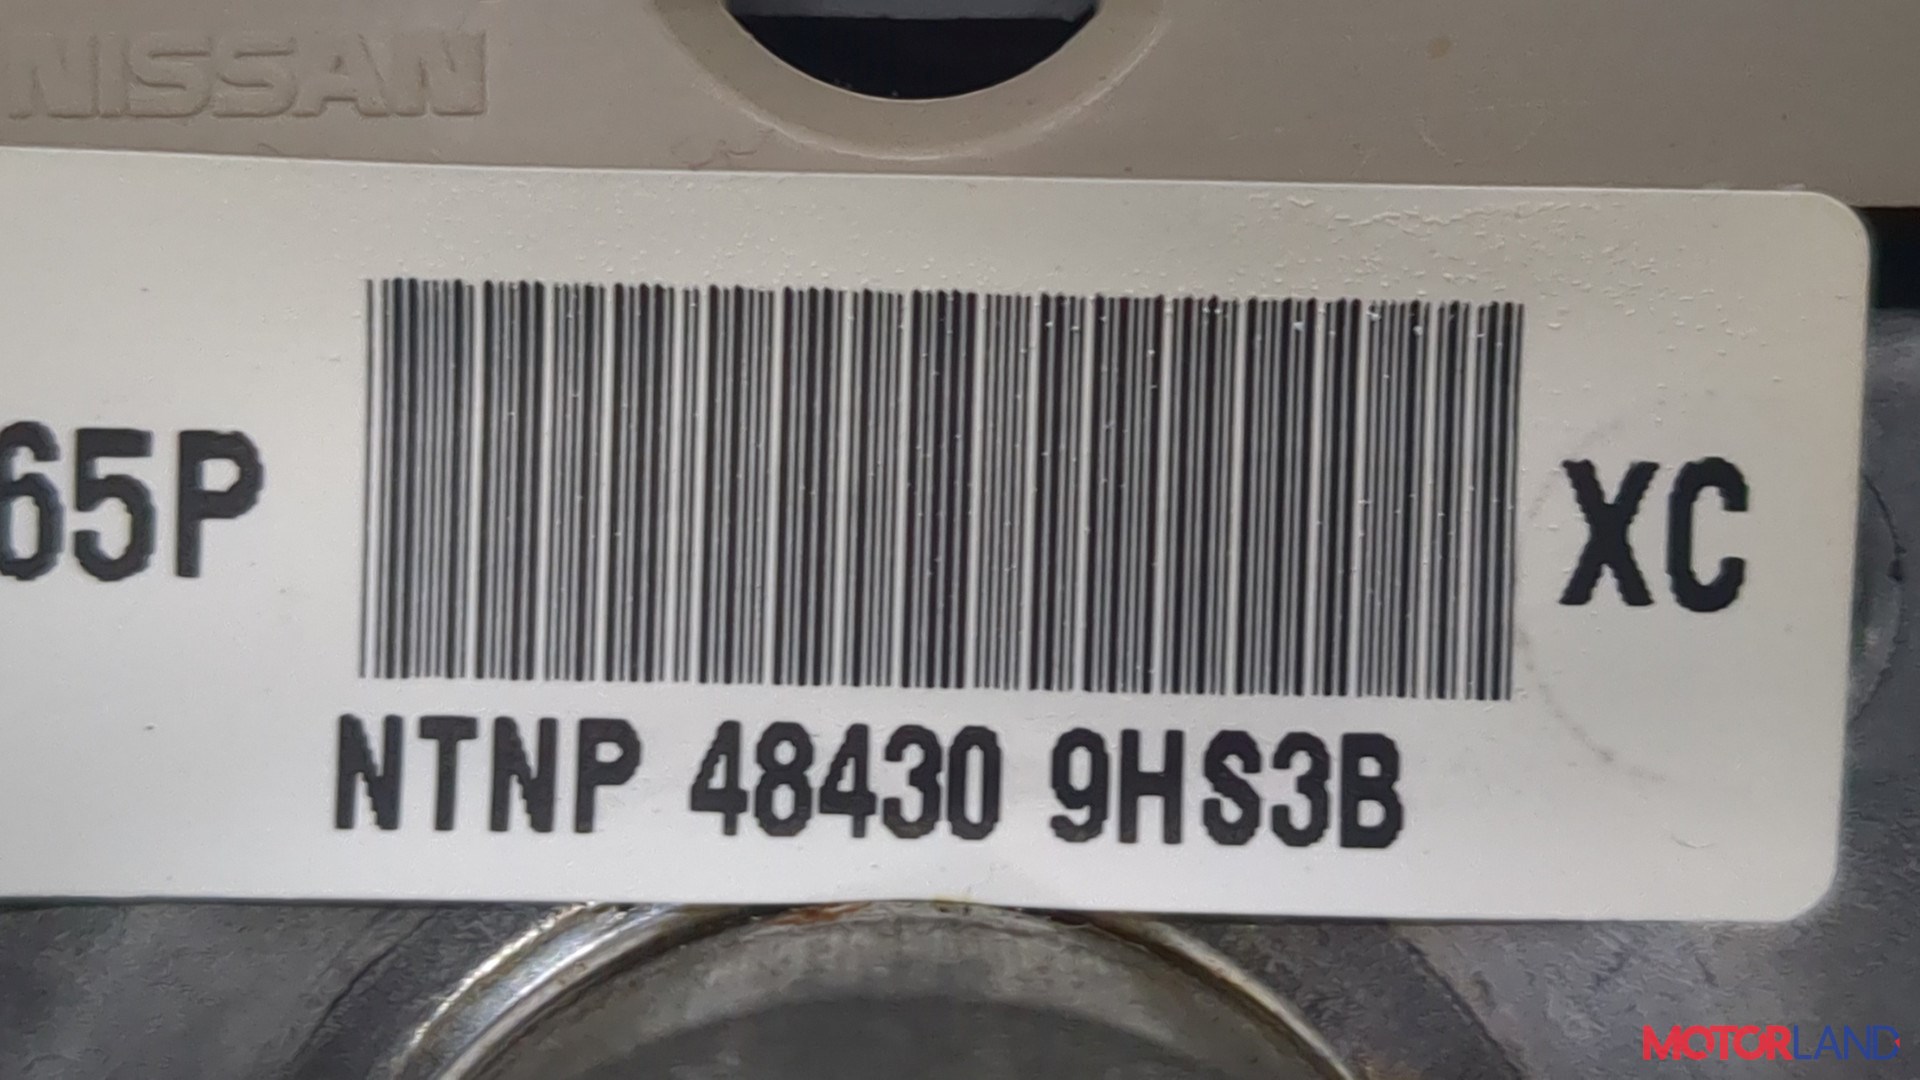 NISSAN
65P
XC
NTNP 48430 9HS3B
MOTORLAND